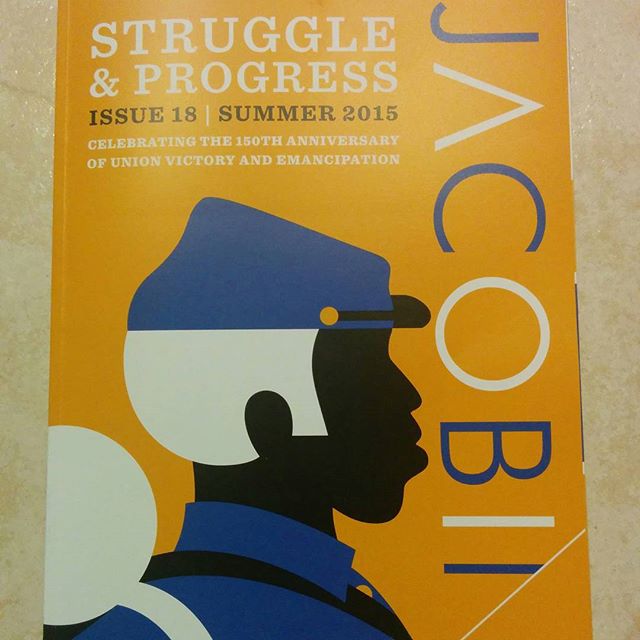 STRUGGLE
& PROGRESS
ISSUE 18 | SUMMER 2015
CELEBRATING THE 150TH ANNIVERSARY
OF UNION VICTORY AND EMANCIPATION
JACOBIN